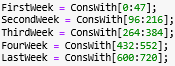 FirstWeek = ConsWith[0:47];
SecondWeek = ConsWith[96:216];
ThirdWeek = ConsWith[264:384];
FourWeek = ConsWith[432:552];
LastWeek = ConsWith[600:720];